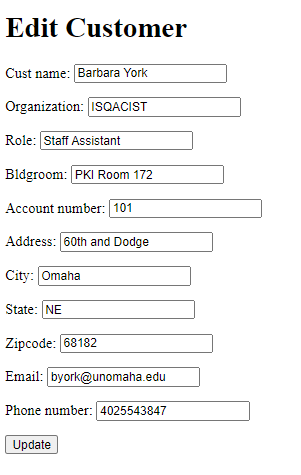 Edit Customer
Cust name: Barbara York
Organization: ISQACIST
Role: Staff Assistant
Bldgroom: PKI Room 172
Account number: 101
Address: 60th and Dodge
City: Omaha
State: NE
Zipcode: 68182
Email: byork@unomaha.edu
Phone number: 4025543847
Update